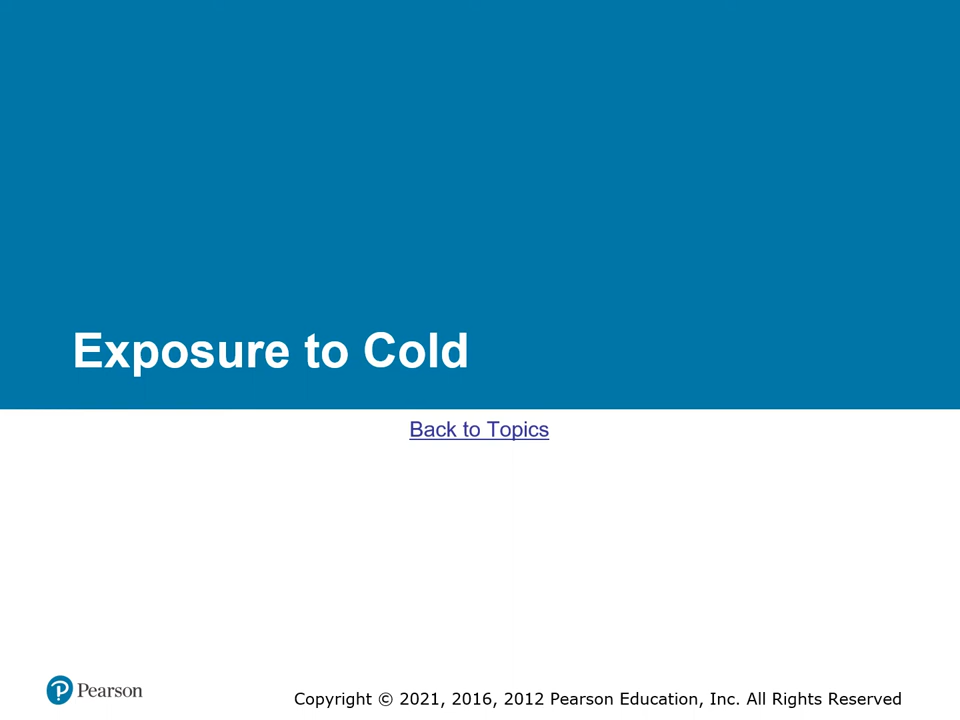 Exposure to Cold
Back to Topics
Pearson
Copyright © 2021, 2016, 2012 Pearson Education, Inc. All Rights Reserved